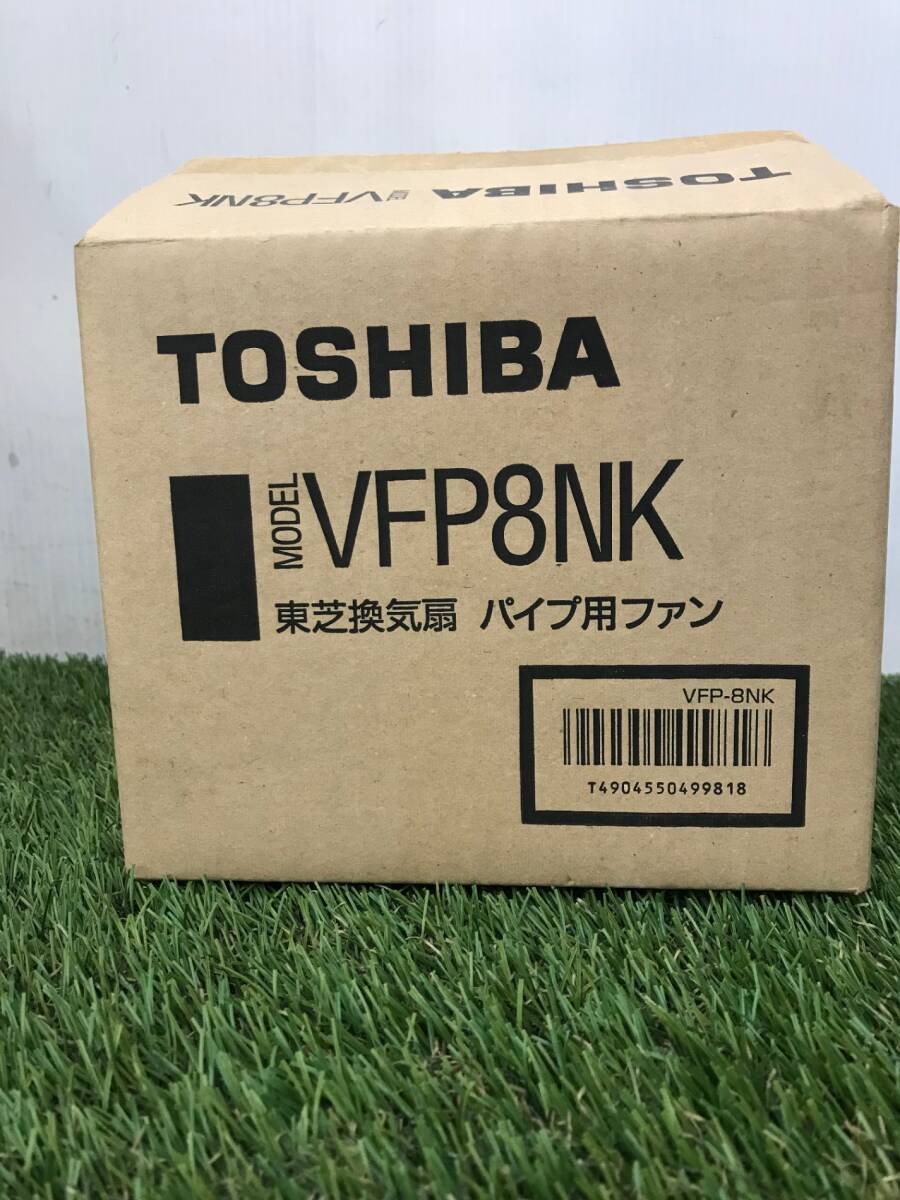 TOSHIBA VFP8NK
TOSHIBA
MODEL VFP8NK
東芝換気扇 パイプ用ファン
VFP-8NK
T4904550499818